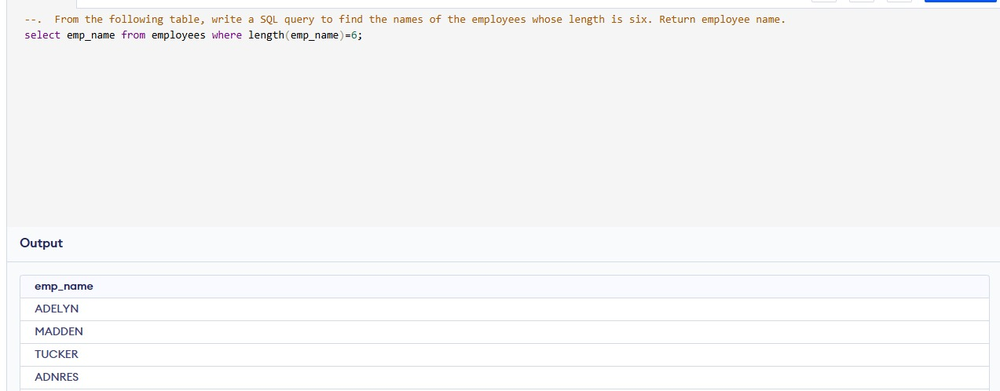 --.  From the following table, write a SQL query to find the names of the employees whose length is six. Return employee name.
select emp_name from employees where length(emp_name)=6;
Output
emp_name
ADELYN
MADDEN
TUCKER
ADNRES